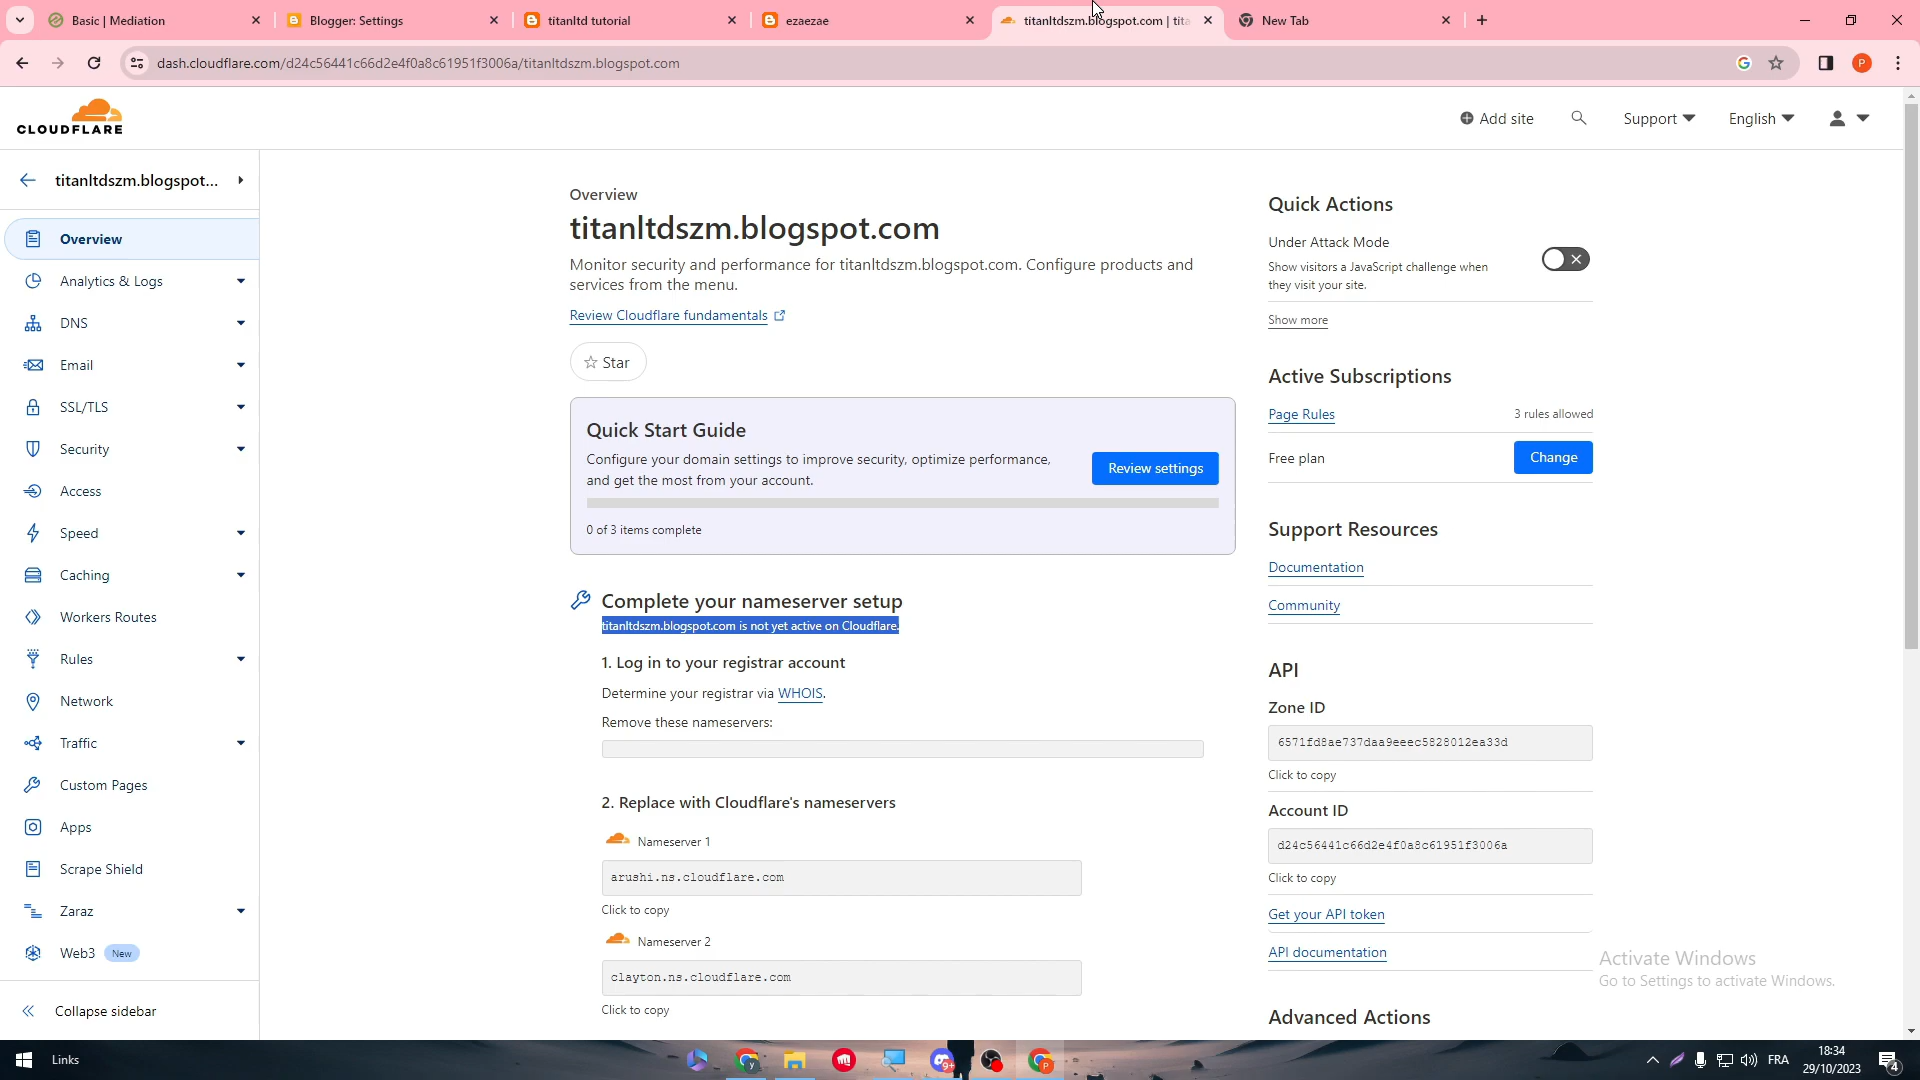 Basic | Mediation
Blogger: Settings
titanltd tutorial
ezaezae
titanltdszm.blogspot.com | tita
New Tab
dash.cloudflare.com/d24c56441c66d2e4f0a8c61951f3006a/titanltdszm.blogspot.com
CLOUDFLARE
Add site
Support
English
titanltdszm.blogspot...
Overview
Analytics & Logs
DNS
Email
SSL/TLS
Security
Access
Speed
Caching
Workers Routes
Rules
Network
Traffic
Custom Pages
Apps
Scrape Shield
Zaraz
Web3 New
Collapse sidebar
Overview
titanltdszm.blogspot.com
Monitor security and performance for titanltdszm.blogspot.com. Configure products and
services from the menu.
Review Cloudflare fundamentals
Star
Quick Start Guide
Configure your domain settings to improve security, optimize performance,
and get the most from your account.
Review settings
0 of 3 items complete
Complete your nameserver setup
titanltdszm.blogspot.com is not yet active on Cloudflare.
1. Log in to your registrar account
Determine your registrar via WHOIS.
Remove these nameservers:
2. Replace with Cloudflare's nameservers
Nameserver 1
arushi.ns.cloudflare.com
Click to copy
Nameserver 2
clayton.ns.cloudflare.com
Click to copy
Quick Actions
Under Attack Mode
Show visitors a JavaScript challenge when
they visit your site.
Show more
Active Subscriptions
Page Rules
3 rules allowed
Free plan
Change
Support Resources
Documentation
Community
API
Zone ID
6571fd8ae737daa9eeec5828012ea33d
Click to copy
Account ID
d24c56441c66d2e4f0a8c61951f3006a
Click to copy
Get your API token
API documentation
Advanced Actions
Activate Windows
Go to Settings to activate Windows.
Links
FRA
18:34
29/10/2023